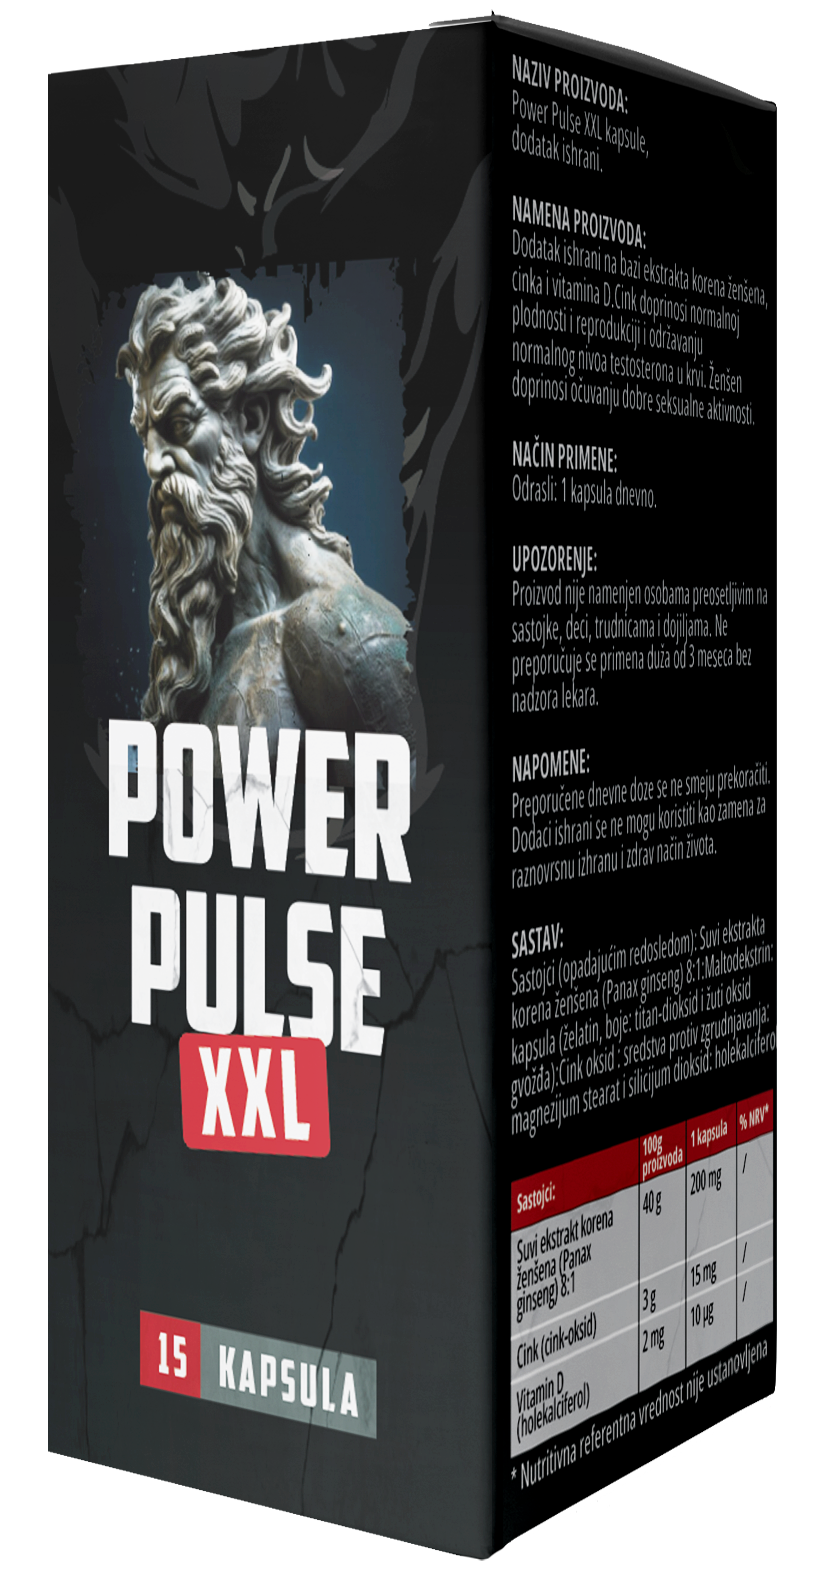 POWER
PULSE
XXL
15 KAPSULA
NAZIV PROIZVODA:
Power Pulse XXL kapsule,
dodatak ishrani.
NAMENA PROIZVODA:
Dodatak ishrani na bazi ekstrakta korena ženšena,
cinka i vitamina D.Cink doprinosi normalnoj
plodnosti i reprodukciji i održavanju
normalnog nivoa testosterona u krvi. Ženšen
doprinosi očuvanju dobre seksualne aktivnosti.
NAČIN PRIMENE:
Odrasli: 1 kapsula dnevno.
UPOZORENJE:
Proizvod nije namenjen osobama preosetljivim na
sastojke, deci, trudnicama i dojiljama. Ne
preporučuje se primena duža od 3 meseca bez
nadzora lekara.
NAPOMENE:
Preporučene dnevne doze se ne smeju prekoračiti.
Dodaci ishrani se ne mogu koristiti kao zamena za
raznovrsnu izhranu i zdrav način života.
SASTAV:
Sastojci (opadajućim redosledom): Suvi ekstrakta
korena ženšena (Panax ginseng) 8:1:Maltodekstrin:
kapsula (želatin, boje: titan-dioksid i žuti oksid
gvožđa):Cink oksid : sredstva protiv zgrudnjavanja:
magnezijum stearat i silicijum dioksid: holekalcifero
Sastojci: 100g proizvoda 1 kapsula % NRV*
Suvi ekstrakt korena 40 g 200 mg /
ženšena (Panax
ginseng) 8:1
Cink (cink-oksid) 3 g 15 mg /
Vitamin D 2 mg 10 µg /
(holekalciferol)
* Nutritivna referentna vrednost nije ustanovljena